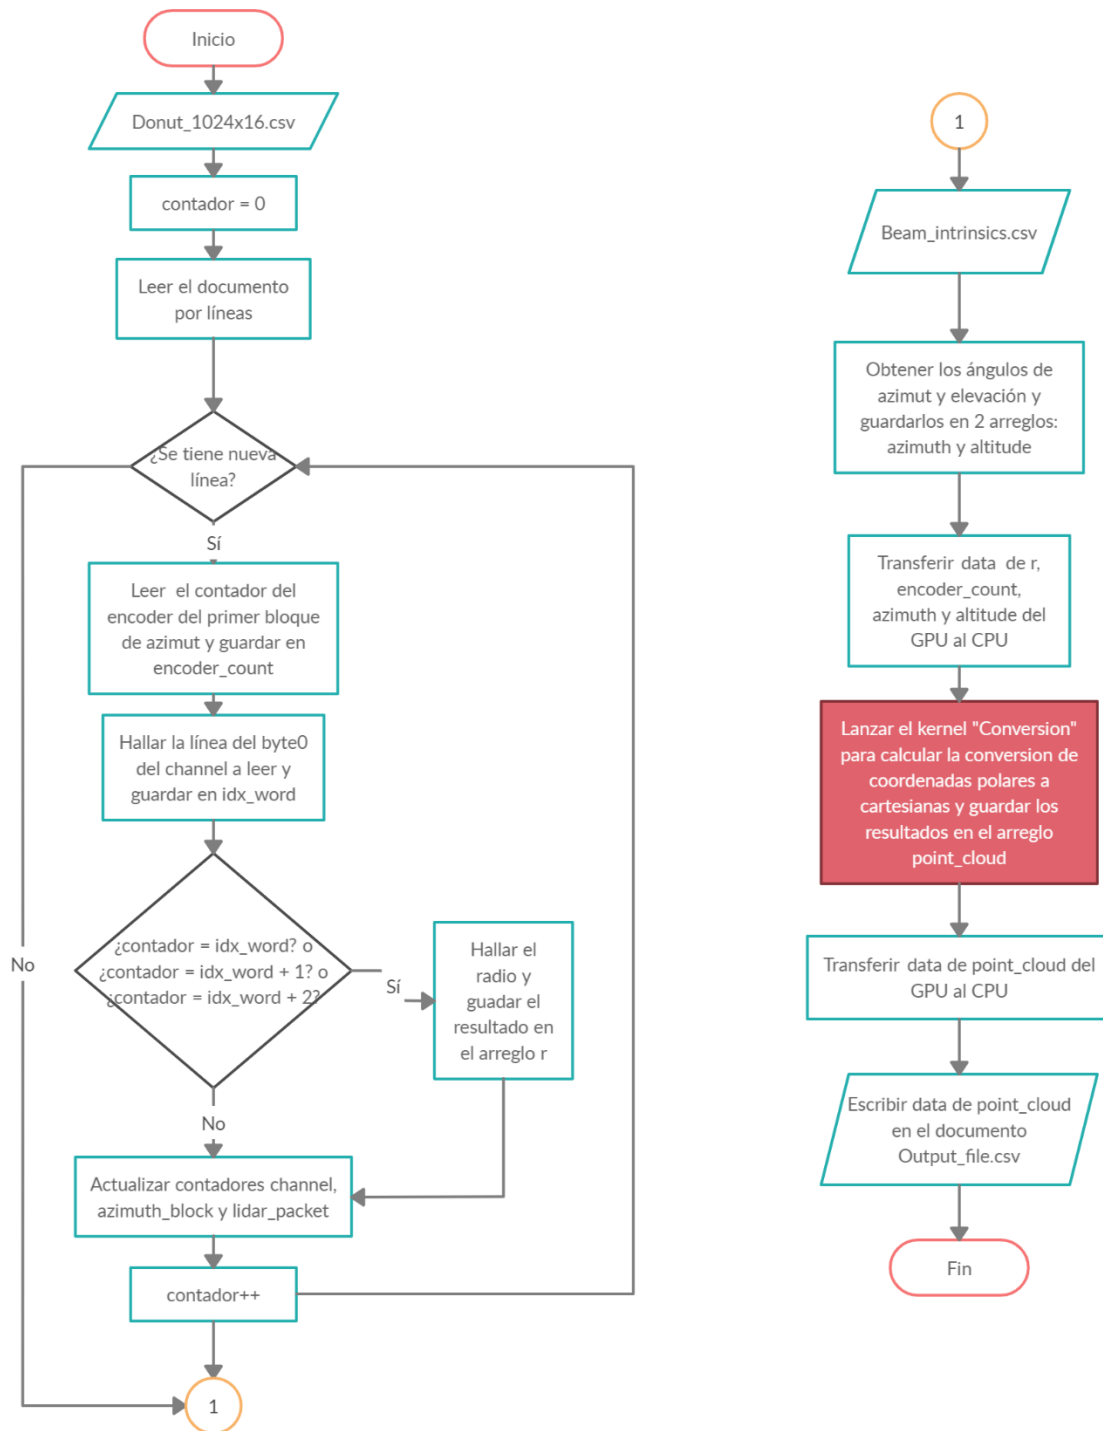 Inicio
Donut_1024x16.csv
contador = 0
Leer el documento
por líneas
¿Se tiene nueva
línea?
Sí
No
Leer el contador del
encoder del primer bloque
de azimut y guardar en
encoder_count
Hallar la línea del byte0
del channel a leer y
guardar en idx_word
¿contador = idx_word? o
¿contador = idx_word + 1? o
¿contador = idx_word + 2?
Sí
Hallar el
radio y
guadar el
resultado en
el arreglo r
No
Actualizar contadores channel,
azimuth_block y lidar_packet
contador++
1
1
Beam_intrinsics.csv
Obtener los ángulos de
azimut y elevación y
guardarlos en 2 arreglos:
azimuth y altitude
Transferir data de r,
encoder_count,
azimuth y altitude del
GPU al CPU
Lanzar el kernel "Conversion"
para calcular la conversion de
coordenadas polares a
cartesianas y guardar los
resultados en el arreglo
point_cloud
Transferir data de point_cloud del
GPU al CPU
Escribir data de point_cloud
en el documento
Output_file.csv
Fin